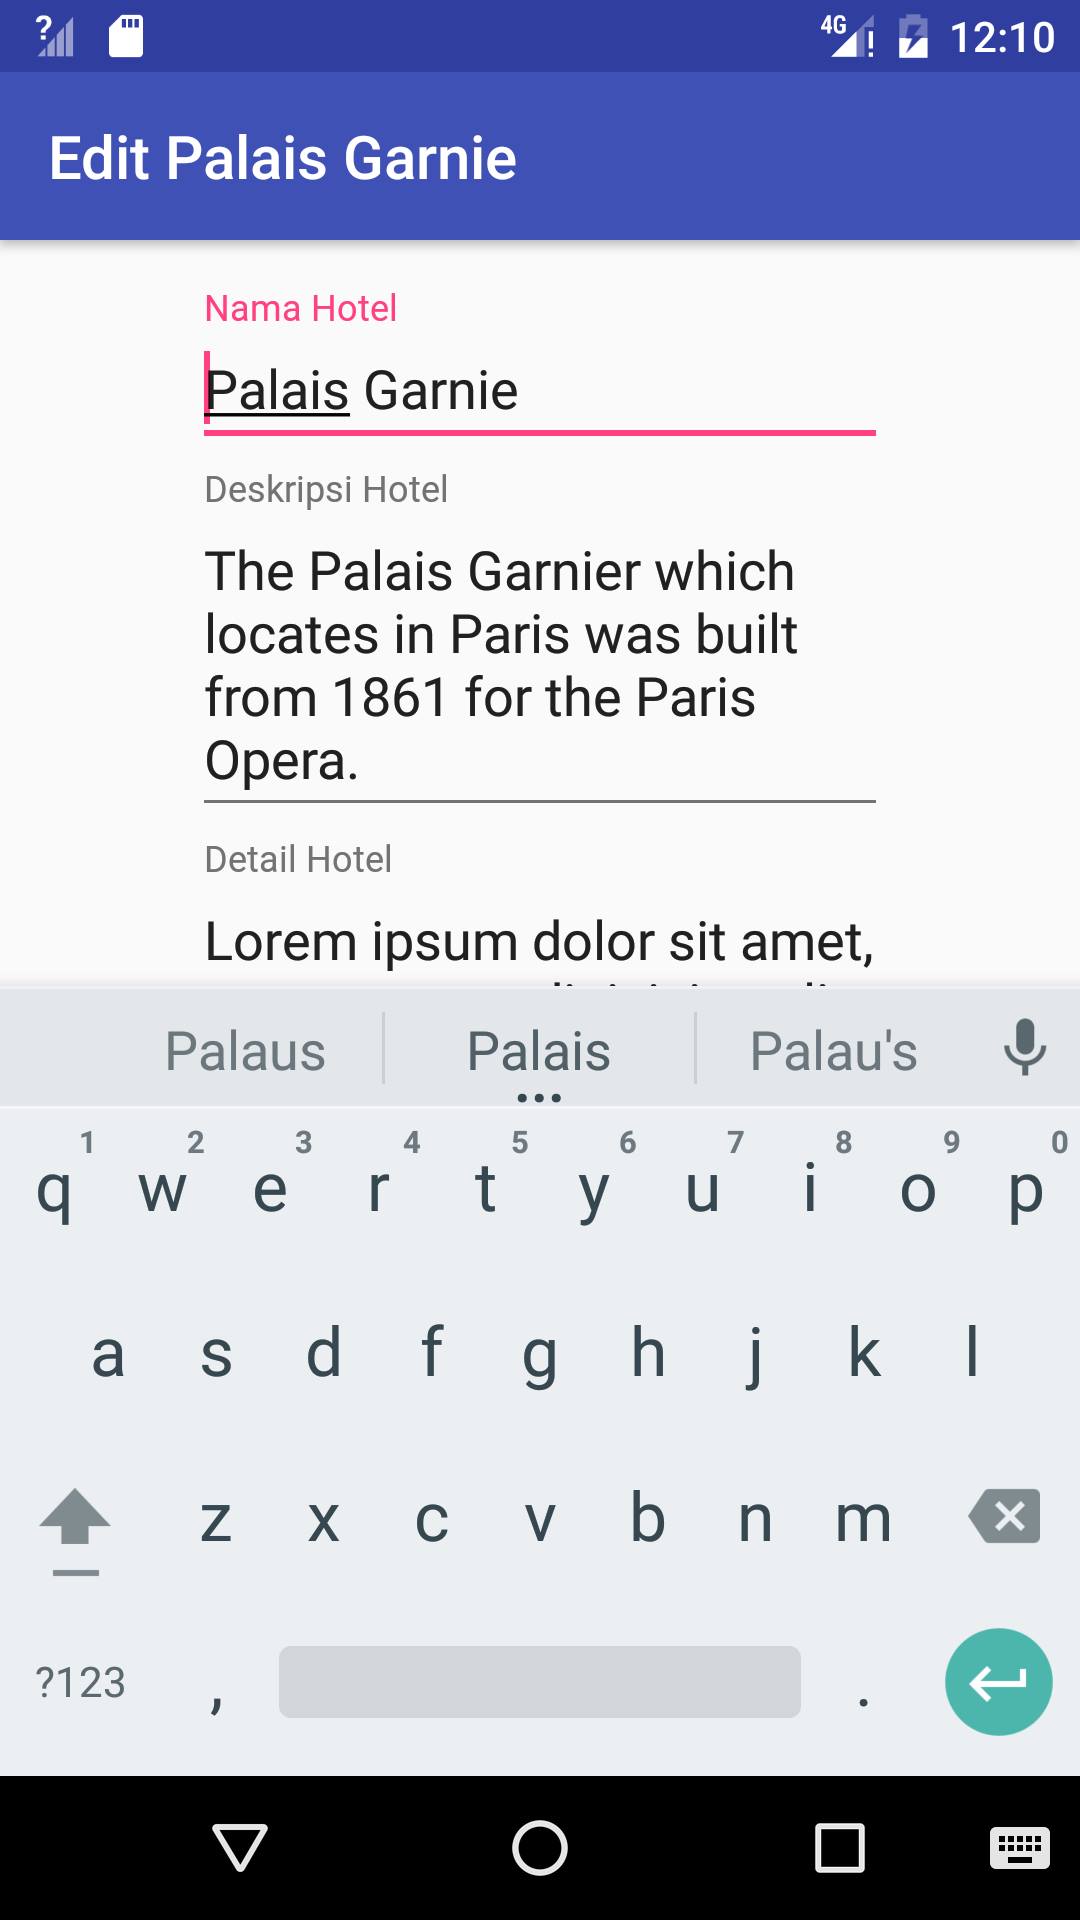 ?
4G
12:10
Edit Palais Garnie
Nama Hotel
Palais Garnie
Deskripsi Hotel
The Palais Garnier which
locates in Paris was built
from 1861 for the Paris
Opera.
Detail Hotel
Lorem ipsum dolor sit amet,
Palaus Palais Palau's
1 2 3 4 5 6 7 8 9 0
q w e r t y u i o p
a s d f g h j k l
z x c v b n m
?123 , .